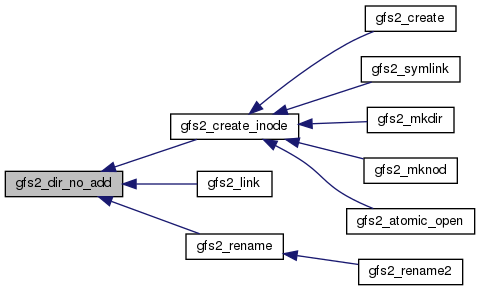 gfs2_create
gfs2_symlink
gfs2_create_inode
gfs2_mkdir
gfs2_mknod
gfs2_dir_no_add
gfs2_link
gfs2_atomic_open
gfs2_rename
gfs2_rename2